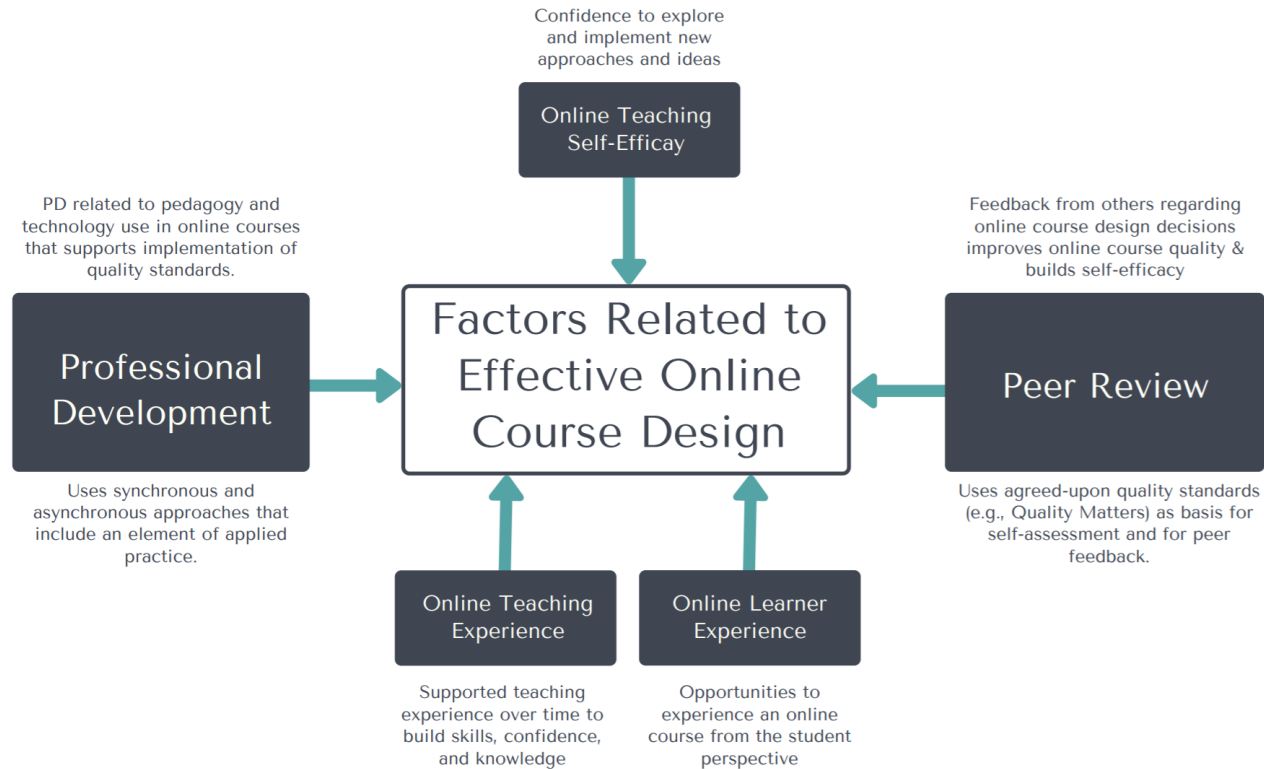 Confidence to explore
and implement new
approaches and ideas
Online Teaching
Self-Efficay
PD related to pedagogy and
technology use in online courses
that supports implementation of
quality standards.
Professional
Development
Uses synchronous and
asynchronous approaches that
include an element of applied
practice.
Factors Related to
Effective Online
Course Design
Feedback from others regarding
online course design decisions
improves online course quality &
builds self-efficacy
Peer Review
Uses agreed-upon quality standards
(e.g., Quality Matters) as basis for
self-assessment and for peer
feedback.
Online Teaching
Experience
Supported teaching
experience over time to
build skills, confidence,
and knowledge
Online Learner
Experience
Opportunities to
experience an online
course from the student
perspective